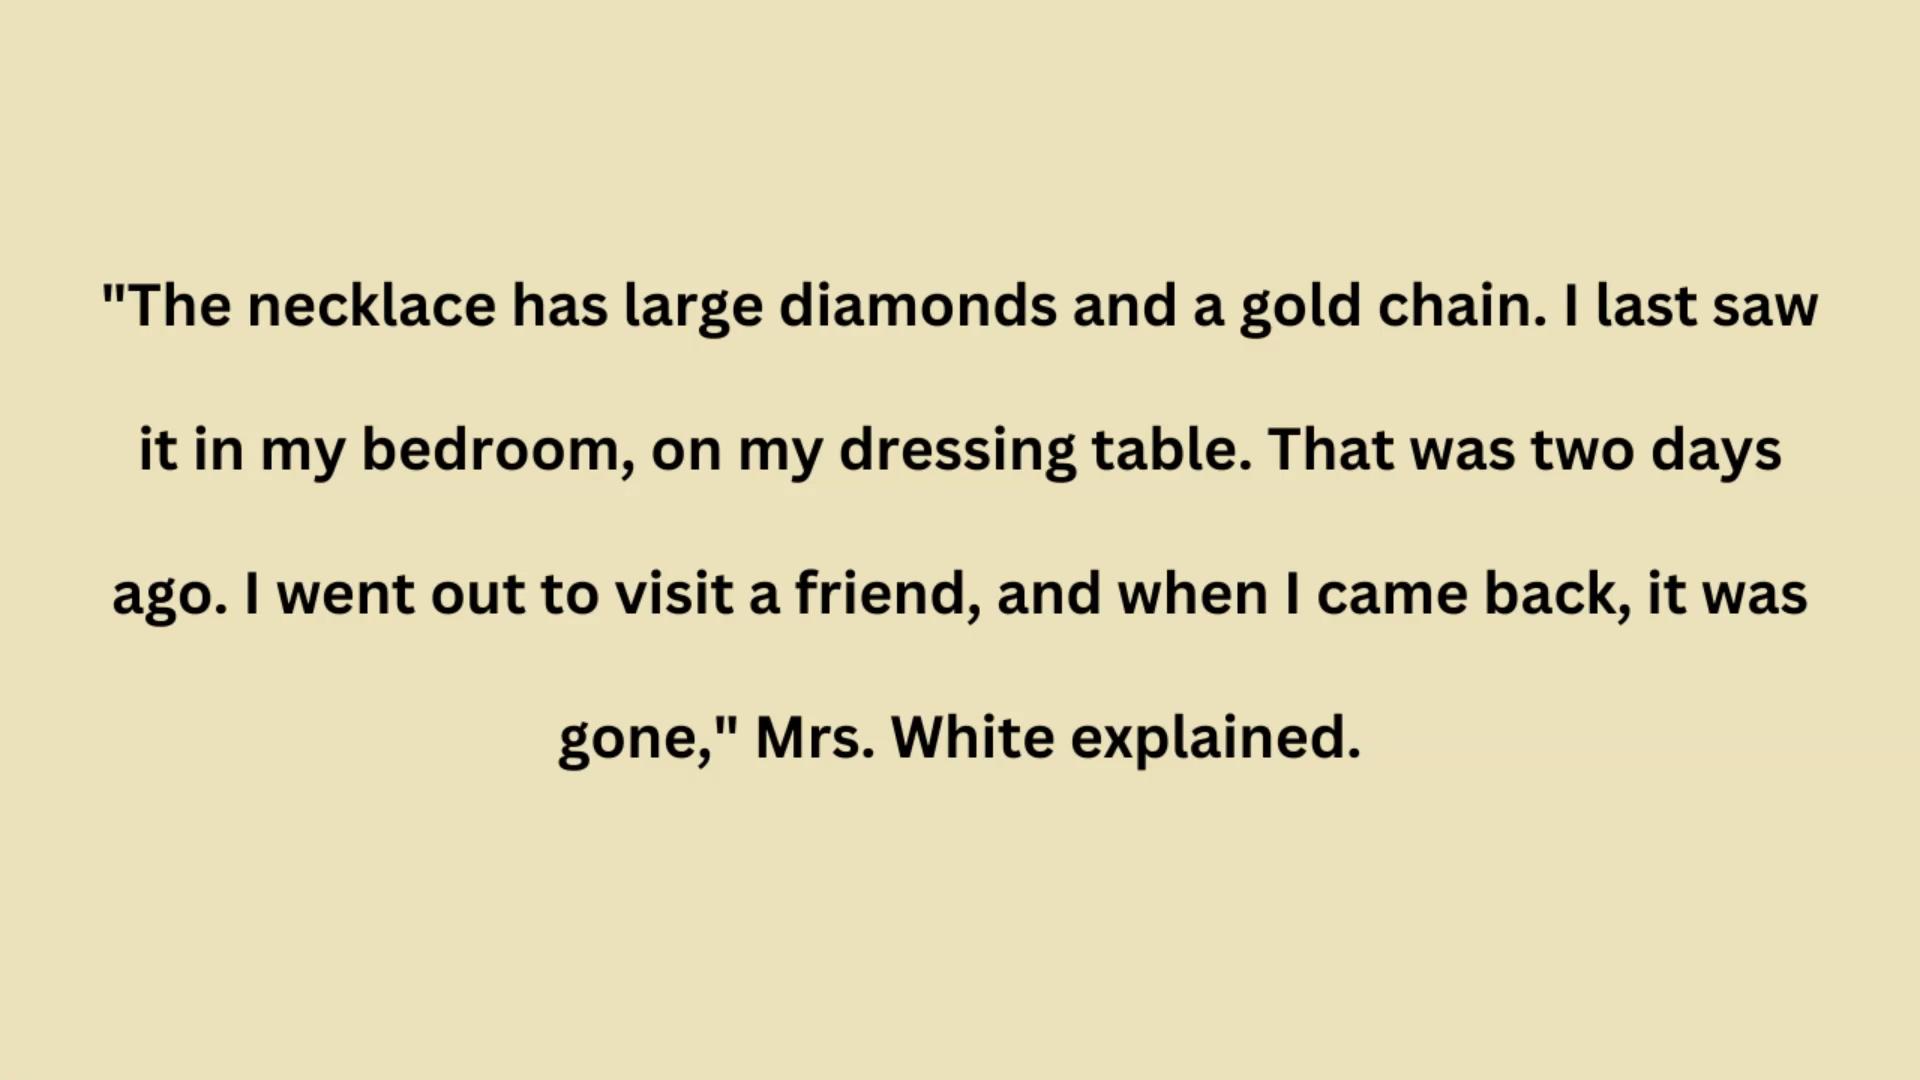 "The necklace has large diamonds and a gold chain. I last saw
it in my bedroom, on my dressing table. That was two days
ago. I went out to visit a friend, and when I came back, it was
gone," Mrs. White explained.